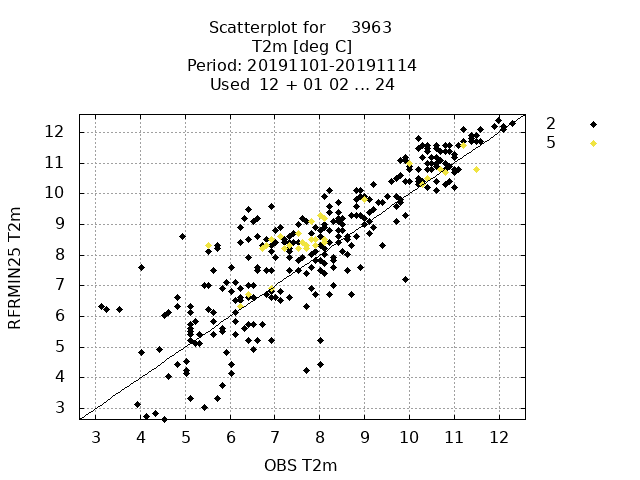 Scatterplot for 3963
T2m [deg C]
Period: 20191101-20191114
Used 12 + 01 02 ... 24
2
5
12
11
10
9
8
7
6
5
4
3
RFRMIN25 T2m
3 4 5 6 7 8 9 10 11 12
OBS T2m